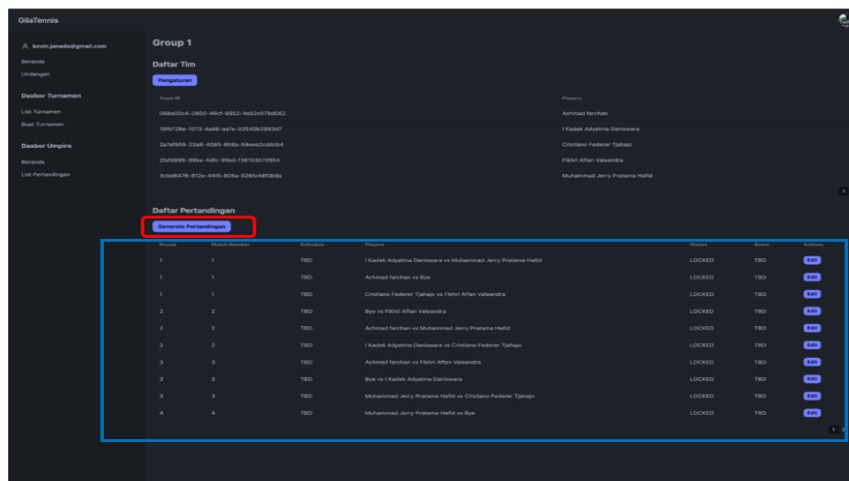 GilaTennis
Beranda
Undangan
Dasbor Turnamen
List Turnamen
Buat Turnamen
Dasbor Umpire
Beranda
List Pertandingan
Group 1
Daftar Tim
Pengaturan
Team ID Players
Achmad farchan
I Kadek Adyatma Daniswara
Cristiano Federer Tjahajo
Fikhri Affan Valeandra
Muhammad Jerry Pratama Hafid
Daftar Pertandingan
Generate Pertandingan
Round Match Number Schedule Players Status Score Actions
1 1 TBD I Kadek Adyatma Daniswara vs Muhammad Jerry Pratama Hafid LOCKED TBD Edit
1 1 TBD Achmad farchan vs Bye LOCKED TBD Edit
1 1 TBD Cristiano Federer Tjahajo vs Fikhri Affan Valeandra LOCKED TBD Edit
2 2 TBD Bye vs Fikhri Affan Valeandra LOCKED TBD Edit
2 2 TBD Achmad farchan vs Muhammad Jerry Pratama Hafid LOCKED TBD Edit
2 2 TBD I Kadek Adyatma Daniswara vs Cristiano Federer Tjahajo LOCKED TBD Edit
3 3 TBD Achmad farchan vs Fikhri Affan Valeandra LOCKED TBD Edit
3 3 TBD Bye vs I Kadek Adyatma Daniswara LOCKED TBD Edit
3 3 TBD Muhammad Jerry Pratama Hafid vs Cristiano Federer Tjahajo LOCKED TBD Edit
4 4 TBD Muhammad Jerry Pratama Hafid vs Bye LOCKED TBD Edit
1